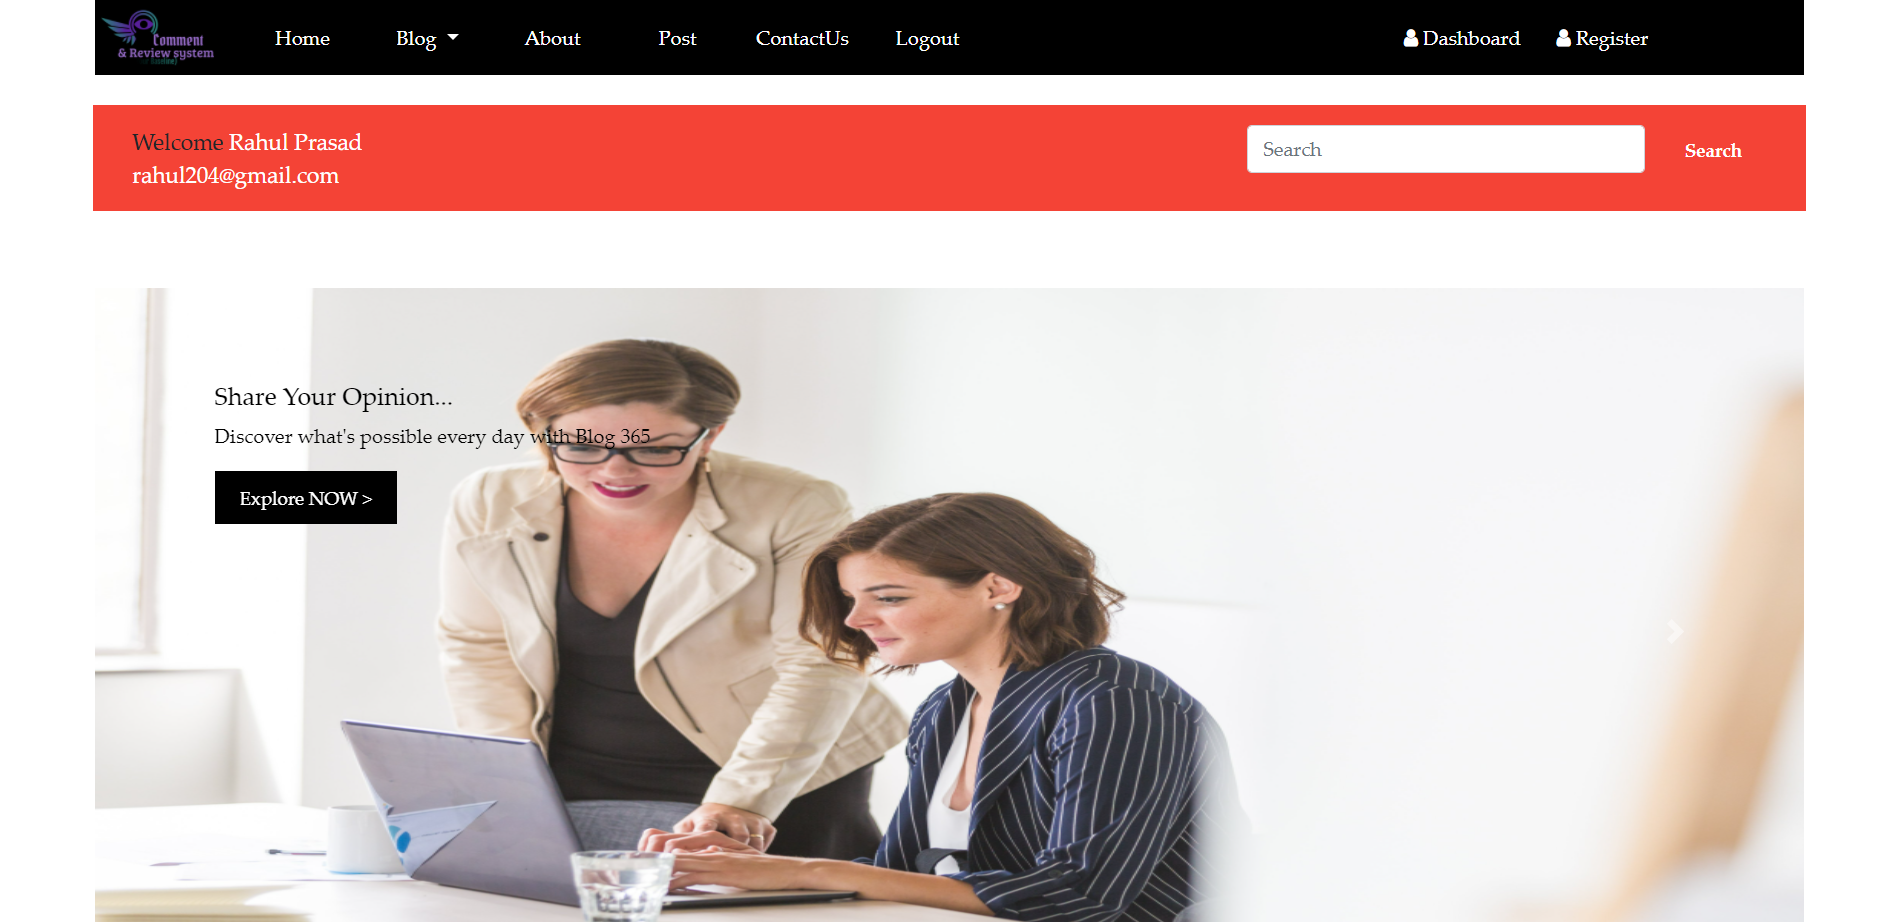 Comment
& Review system
Home
Blog
About
Post
ContactUs
Logout
Dashboard
Register
Welcome Rahul Prasad
rahul204@gmail.com
Search
Search
Share Your Opinion...
Discover what's possible every day with Blog 365
Explore NOW >